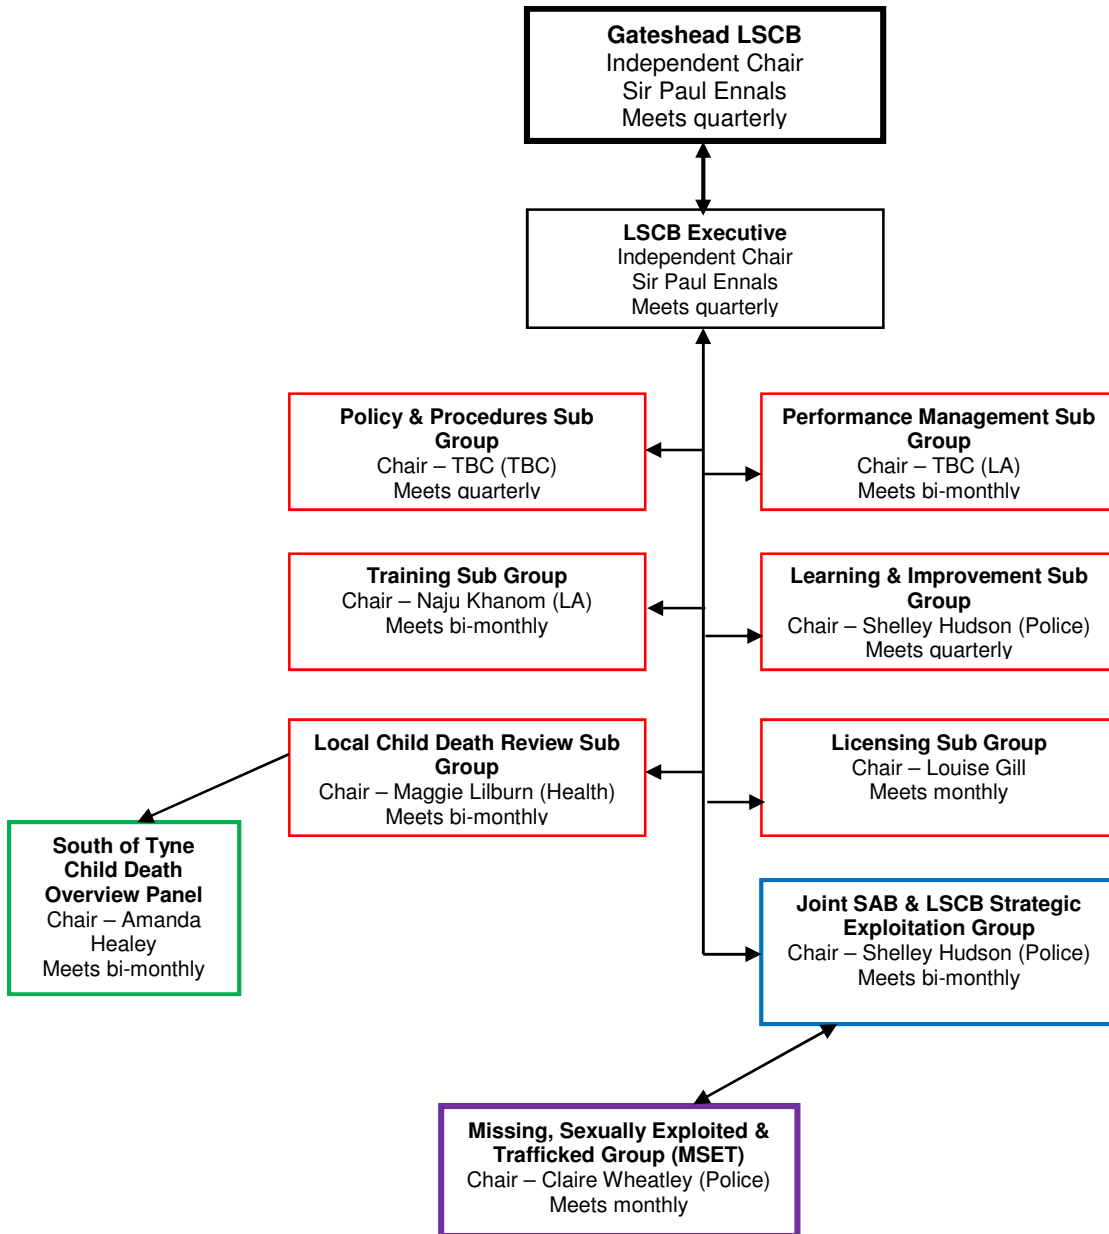 Gateshead LSCB
Independent Chair
Sir Paul Ennals
Meets quarterly
LSCB Executive
Independent Chair
Sir Paul Ennals
Meets quarterly
Policy & Procedures Sub
Group
Chair – TBC (TBC)
Meets quarterly
Performance Management Sub
Group
Chair – TBC (LA)
Meets bi-monthly
Training Sub Group
Chair – Naju Khanom (LA)
Meets bi-monthly
Learning & Improvement Sub
Group
Chair – Shelley Hudson (Police)
Meets quarterly
Local Child Death Review Sub
Group
Chair – Maggie Lilburn (Health)
Meets bi-monthly
Licensing Sub Group
Chair – Louise Gill
Meets monthly
South of Tyne
Child Death
Overview Panel
Chair – Amanda
Healey
Meets bi-monthly
Joint SAB & LSCB Strategic
Exploitation Group
Chair – Shelley Hudson (Police)
Meets bi-monthly
Missing, Sexually Exploited &
Trafficked Group (MSET)
Chair – Claire Wheatley (Police)
Meets monthly